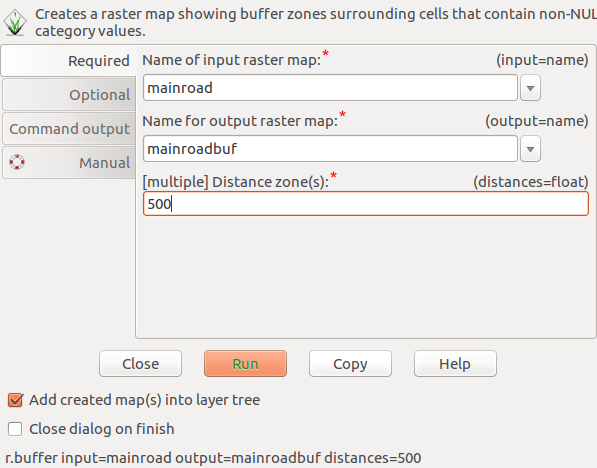 Creates a raster map showing buffer zones surrounding cells that contain non-NUL
category values.
Required
Optional
Command output
Manual
Name of input raster map:* (input=name)
mainroad
Name for output raster map:* (output=name)
mainroadbuf
[multiple] Distance zone(s):* (distances=float)
500
Close Run Copy Help
Add created map(s) into layer tree
Close dialog on finish
r.buffer input=mainroad output=mainroadbuf distances=500